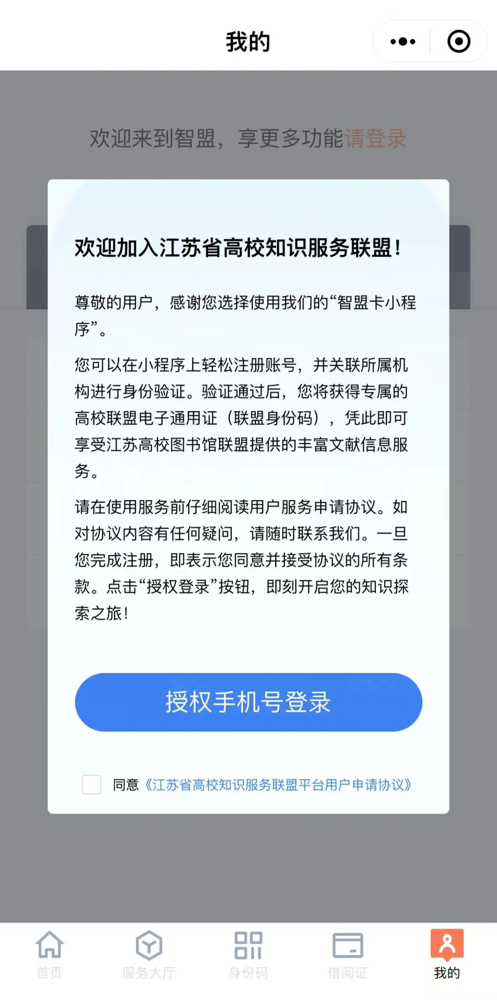 我的
欢迎来到智盟，享更多功能请登录
欢迎加入江苏省高校知识服务联盟！
尊敬的用户，感谢您选择使用我们的“智盟卡小程
序”。
您可以在小程序上轻松注册账号，并关联所属机
构进行身份验证。验证通过后，您将获得专属的
高校联盟电子通用证（联盟身份码），凭此即可
享受江苏高校图书馆联盟提供的丰富文献信息服
务。
请在使用服务前仔细阅读用户服务申请协议。如
对协议内容有任何疑问，请随时联系我们。一旦
您完成注册，即表示您同意并接受协议的所有条
款。点击“授权登录”按钮，即刻开启您的知识探
索之旅！
授权手机号登录
同意《江苏省高校知识服务联盟平台用户申请协议》
首页 服务大厅 身份码 借阅证 我的